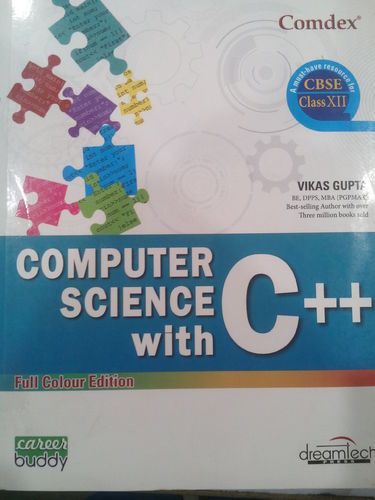 Comdex®
A must-have resource for
CBSE
Class XII
VIKAS GUPTA
BE, DPPS, MBA
Best-selling Author with over
Three million books sold
COMPUTER
SCIENCE
with
C++
Full Colour Edition
career
buddy
dreamtech
PRESS